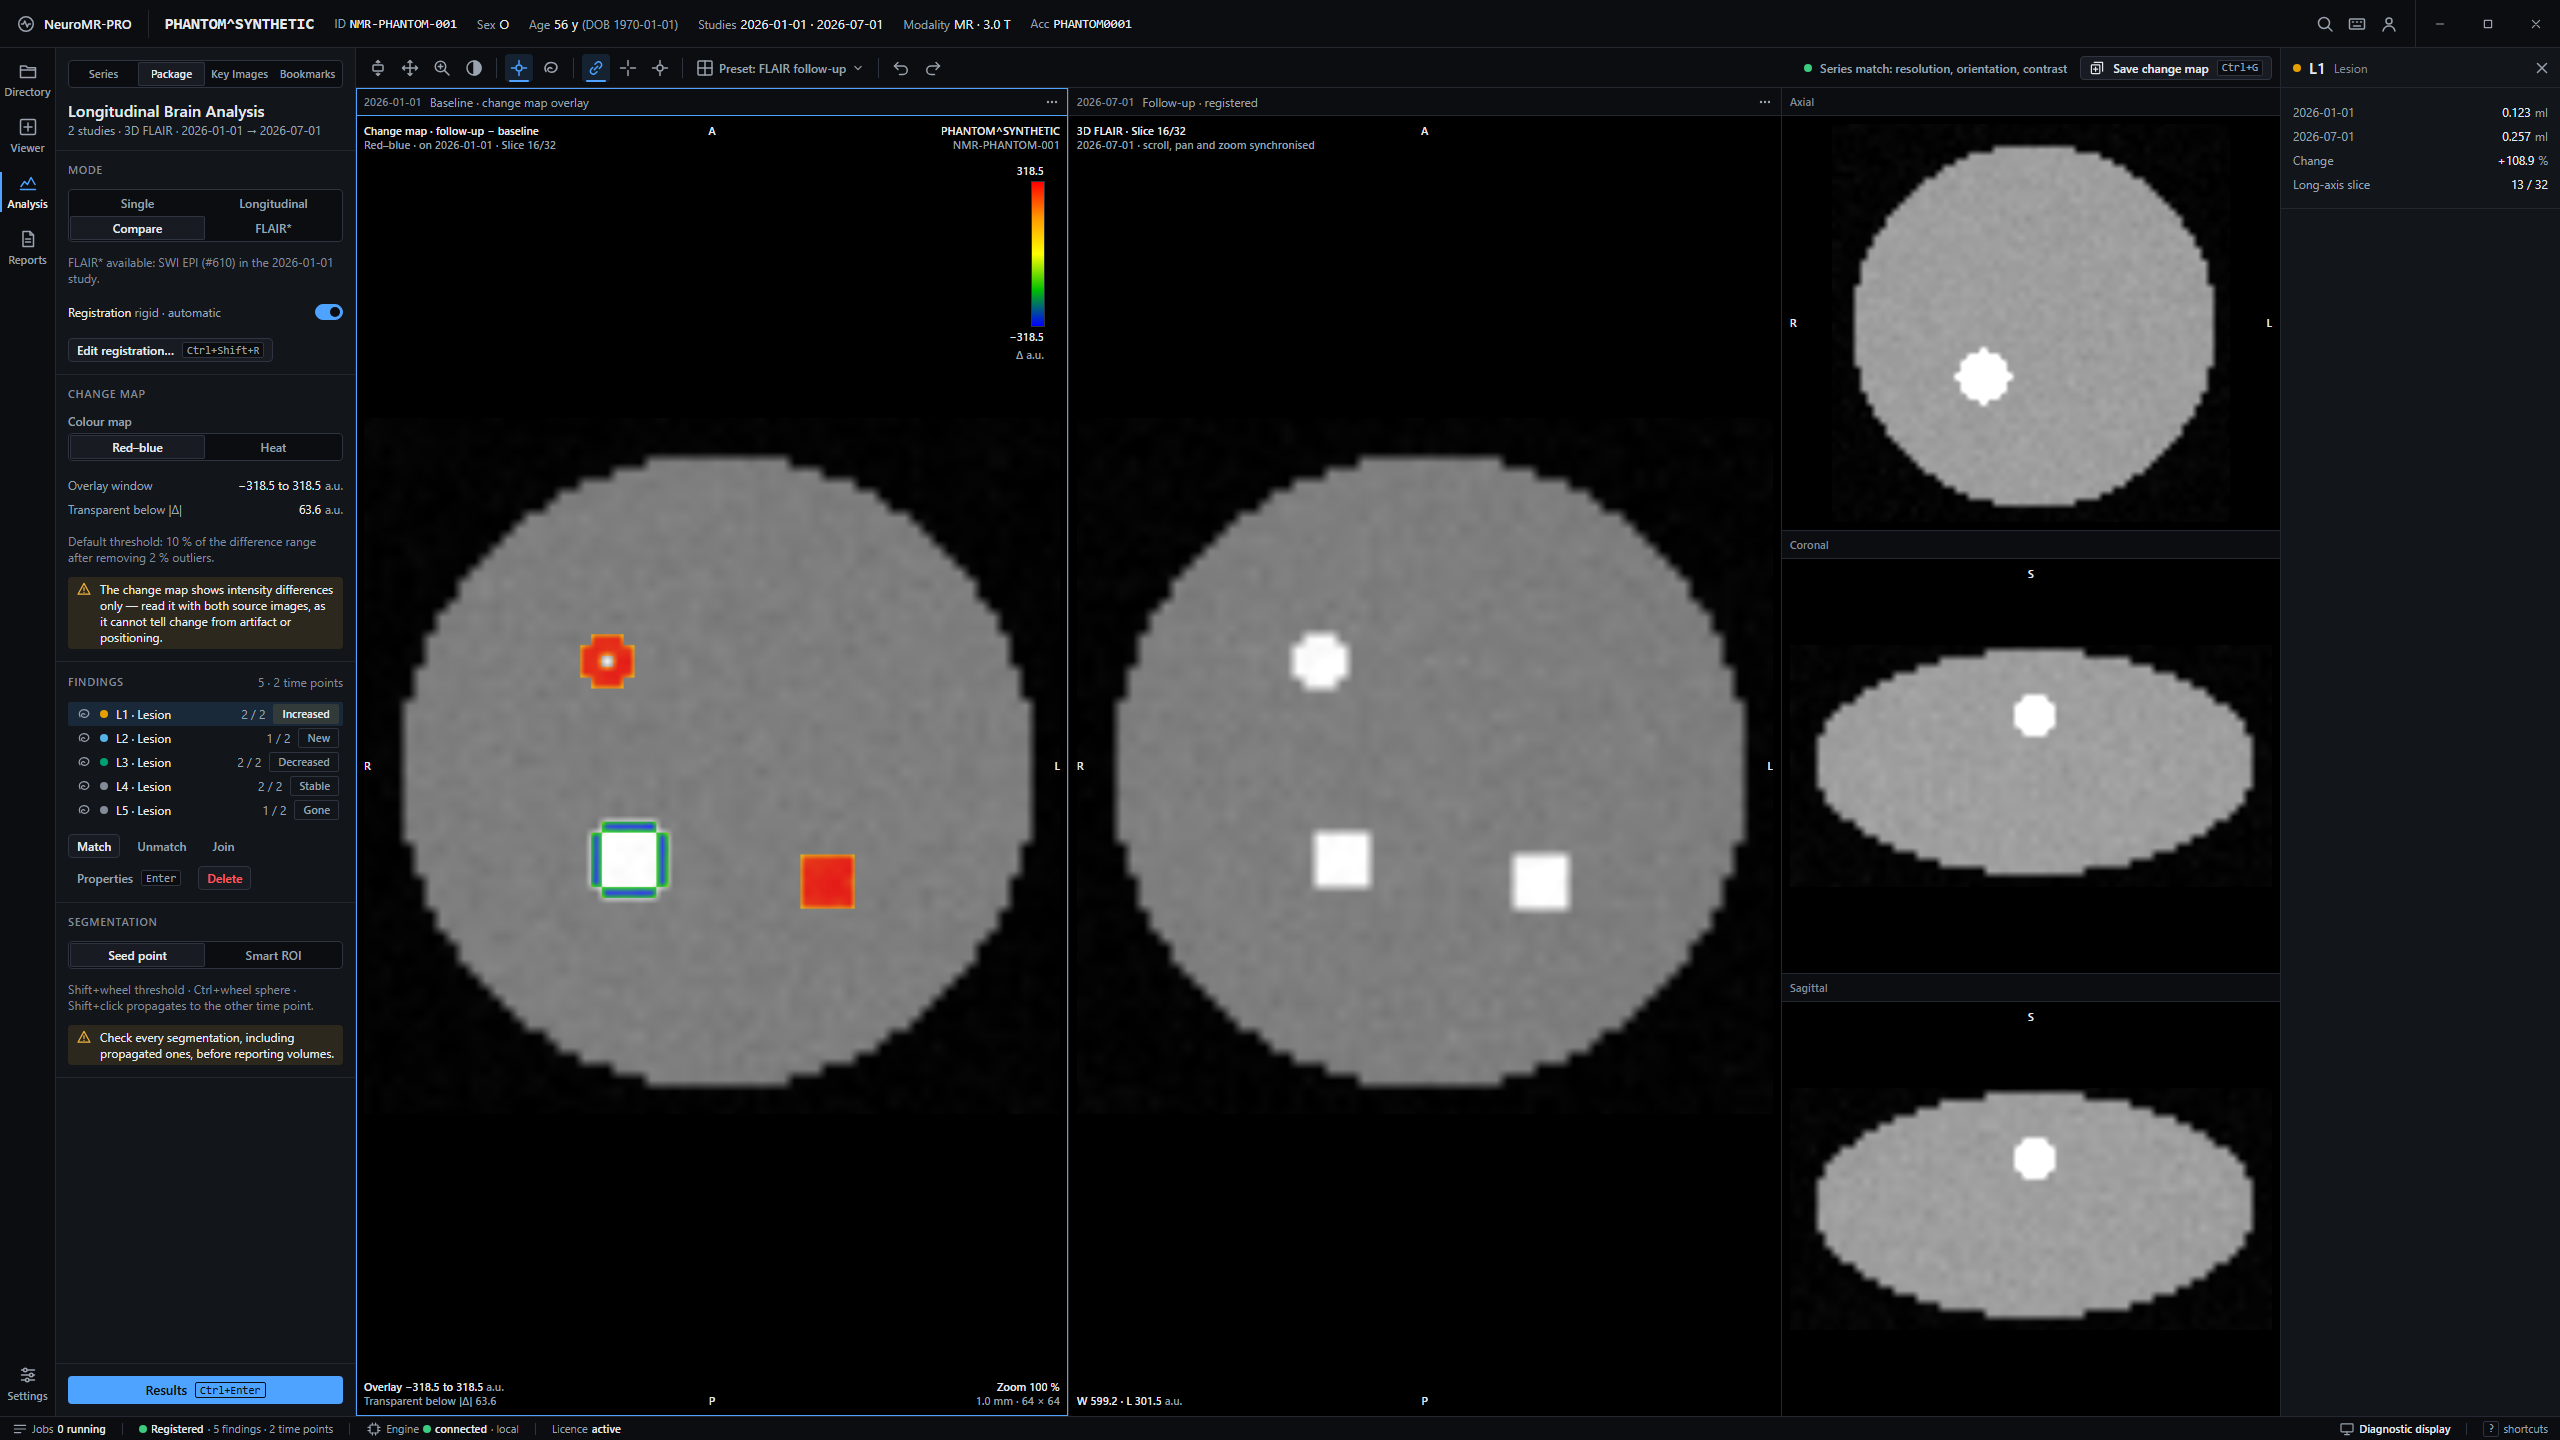 NeuroMR-PRO
PHANTOM^SYNTHETIC
ID NMR-PHANTOM-001
Sex O
Age 56 y (DOB 1970-01-01)
Studies 2026-01-01 · 2026-07-01
Modality MR · 3.0 T
Acc PHANTOM0001
Directory
Viewer
Analysis
Reports
Settings
Series
Package
Key Images
Bookmarks
Longitudinal Brain Analysis
2 studies · 3D FLAIR · 2026-01-01 → 2026-07-01
MODE
Single
Longitudinal
Compare
FLAIR*
FLAIR* available: SWI EPI (#610) in the 2026-01-01
study.
Registration rigid · automatic
Edit registration... Ctrl+Shift+R
CHANGE MAP
Colour map
Red–blue
Heat
Overlay window −318.5 to 318.5 a.u.
Transparent below |Δ| 63.6 a.u.
Default threshold: 10 % of the difference range
after removing 2 % outliers.
The change map shows intensity differences
only — read it with both source images, as
it cannot tell change from artifact or
positioning.
FINDINGS 5 · 2 time points
L1 · Lesion 2 / 2 Increased
L2 · Lesion 1 / 2 New
L3 · Lesion 2 / 2 Decreased
L4 · Lesion 2 / 2 Stable
L5 · Lesion 1 / 2 Gone
Match
Unmatch
Join
Properties Enter
Delete
SEGMENTATION
Seed point
Smart ROI
Shift+wheel threshold · Ctrl+wheel sphere ·
Shift+click propagates to the other time point.
Check every segmentation, including
propagated ones, before reporting volumes.
Results Ctrl+Enter
Preset: FLAIR follow-up
Series match: resolution, orientation, contrast
Save change map Ctrl+G
2026-01-01 Baseline · change map overlay
Change map · follow-up − baseline
Red–blue · on 2026-01-01 · Slice 16/32
A
PHANTOM^SYNTHETIC
NMR-PHANTOM-001
318.5
−318.5
Δ a.u.
R
L
Overlay −318.5 to 318.5 a.u.
Transparent below |Δ| 63.6
P
Zoom 100 %
1.0 mm · 64 × 64
2026-07-01 Follow-up · registered
3D FLAIR · Slice 16/32
2026-07-01 · scroll, pan and zoom synchronised
A
R
L
W 599.2 · L 301.5 a.u.
P
Axial
R
L
Coronal
S
Sagittal
S
L1 Lesion
2026-01-01 0.123 ml
2026-07-01 0.257 ml
Change +108.9 %
Long-axis slice 13 / 32
Jobs 0 running
Registered · 5 findings · 2 time points
Engine connected · local
Licence active
Diagnostic display
? shortcuts